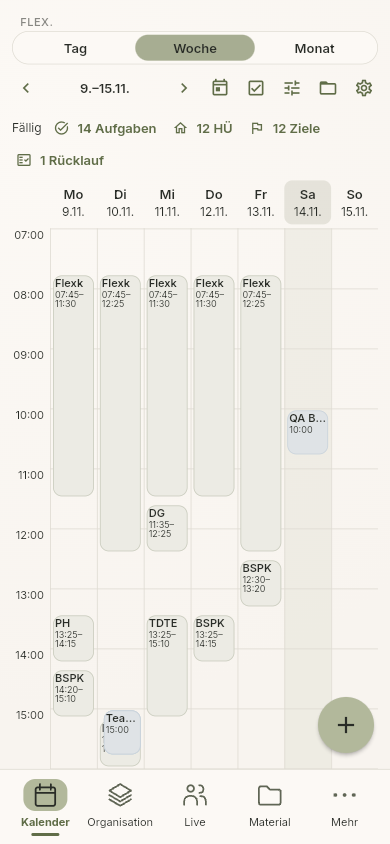 FLEX.
Tag Woche Monat
9.–15.11.
Fällig 14 Aufgaben 12 HÜ 12 Ziele
1 Rücklauf
Mo Di Mi Do Fr Sa So
9.11. 10.11. 11.11. 12.11. 13.11. 14.11. 15.11.
07:00
Flexk Flexk Flexk Flexk Flexk
07:45– 07:45– 07:45– 07:45– 07:45–
11:30 12:25 11:30 11:30 12:25
08:00
09:00
10:00
QA B...
10:00
11:00
DG
11:35–
12:25
12:00
BSPK
12:30–
13:20
13:00
PH TDTE BSPK
13:25– 13:25– 13:25–
14:15 15:10 14:15
14:00
BSPK
14:20–
15:10
15:00
Tea...
15:00
Kalender Organisation Live Material Mehr